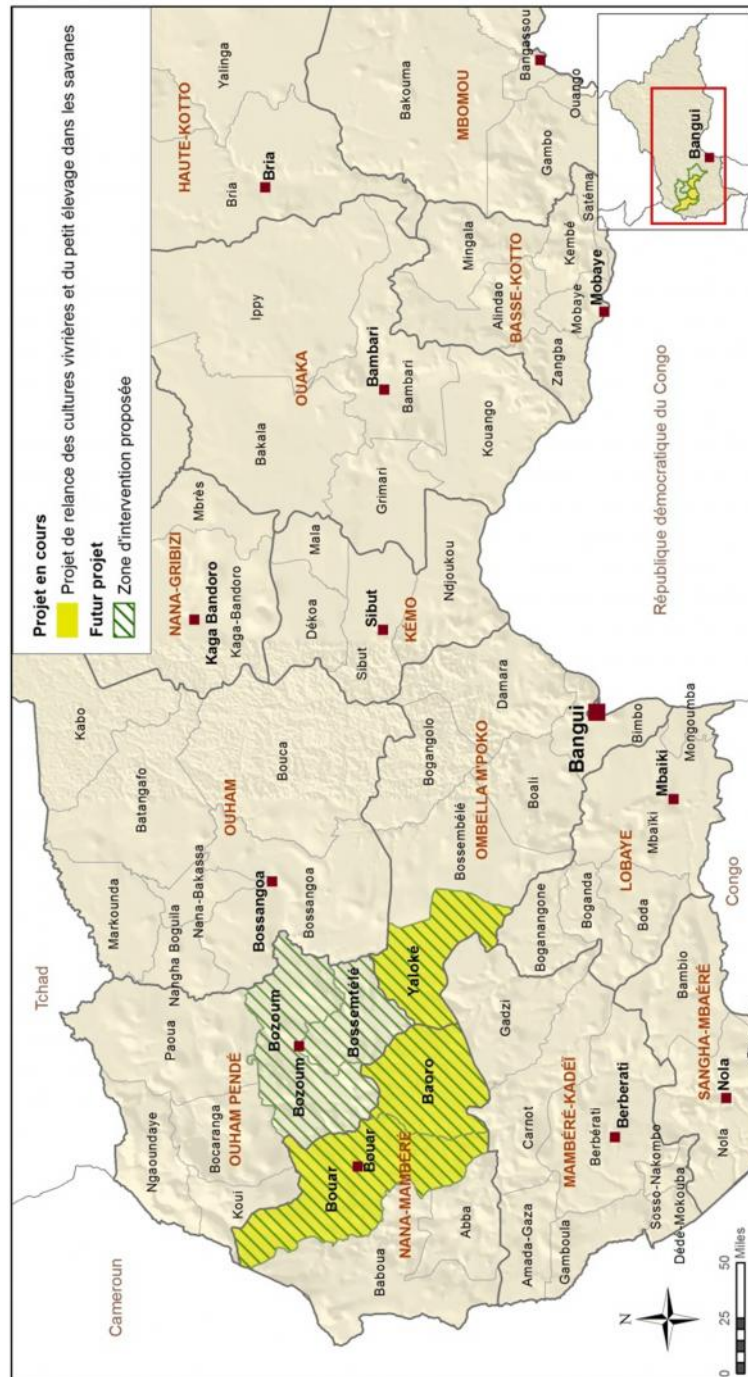 Projet en cours
Projet de relance des cultures vivrières et du petit élevage dans les savanes
Futur projet
Zone d'intervention proposée
Tchad
Cameroun
Congo
République démocratique du Congo
Ngaoundaye
Paoua
Bocaranga
Koui
OUHAM PENDÉ
Bozoum
Bozoum
Bossemtélé
Markounda
Nangha Boguila
Nana-Bakassa
Batangafo
Kabo
OUHAM
Bossangoa
Bossangoa
Bouca
NANA-GRIBIZI
Mbrès
Kaga Bandoro
Kaga-Bandoro
HAUTE-KOTTO
Yalinga
Bria
Bria
OUAKA
Ippy
Bakala
Bambari
Bambari
Grimari
Kouango
Dékoa
Mala
Sibut
Sibut
KÉMO
Ndjoukou
MBOMOU
Bakouma
Bangassou
Gambo
Ouango
BASSE-KOTTO
Mingala
Alindao
Kembé
Satéma
Mobaye
Mobaye
Zangba
Bouar
Bouar
NANA-MAMBÉRÉ
Baboua
Abba
Baoro
Yaloké
OMBELLA M'POKO
Bogangolo
Bossembélé
Damara
Boali
Bangui
Bimbo
LOBAYE
Boganangone
Boganda
Boda
Mbaïki
Mbaiki
Mongoumba
MAMBÉRÉ-KADÉÏ
Gadzi
Carnot
Amada-Gaza
Gamboula
Berbérati
Berberati
Sosso-Nakombo
Dédé-Mokouba
SANGHA-MBAÉRÉ
Bambio
Nola
Nola
N
0 25 50
Miles
Bangui